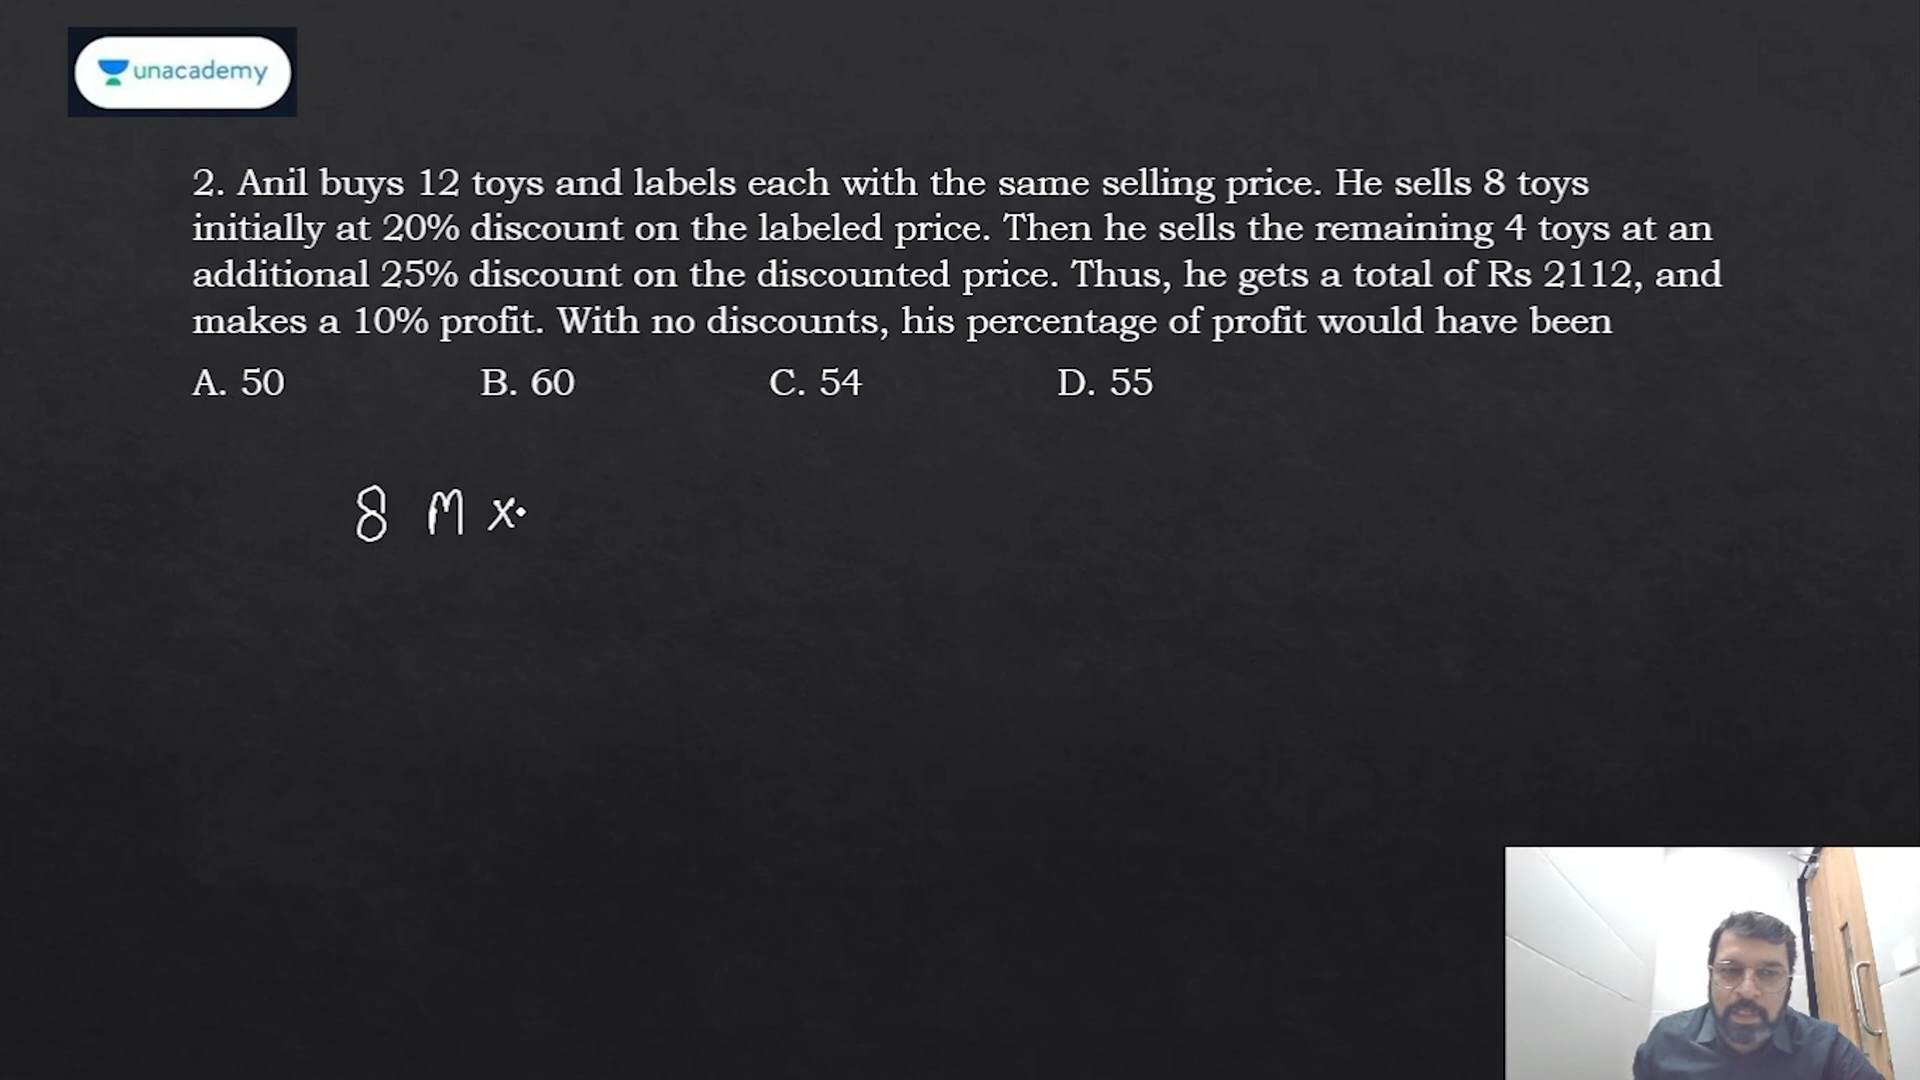 unacademy
2. Anil buys 12 toys and labels each with the same selling price. He sells 8 toys
initially at 20% discount on the labeled price. Then he sells the remaining 4 toys at an
additional 25% discount on the discounted price. Thus, he gets a total of Rs 2112, and
makes a 10% profit. With no discounts, his percentage of profit would have been
A. 50 B. 60 C. 54 D. 55
8 M x.